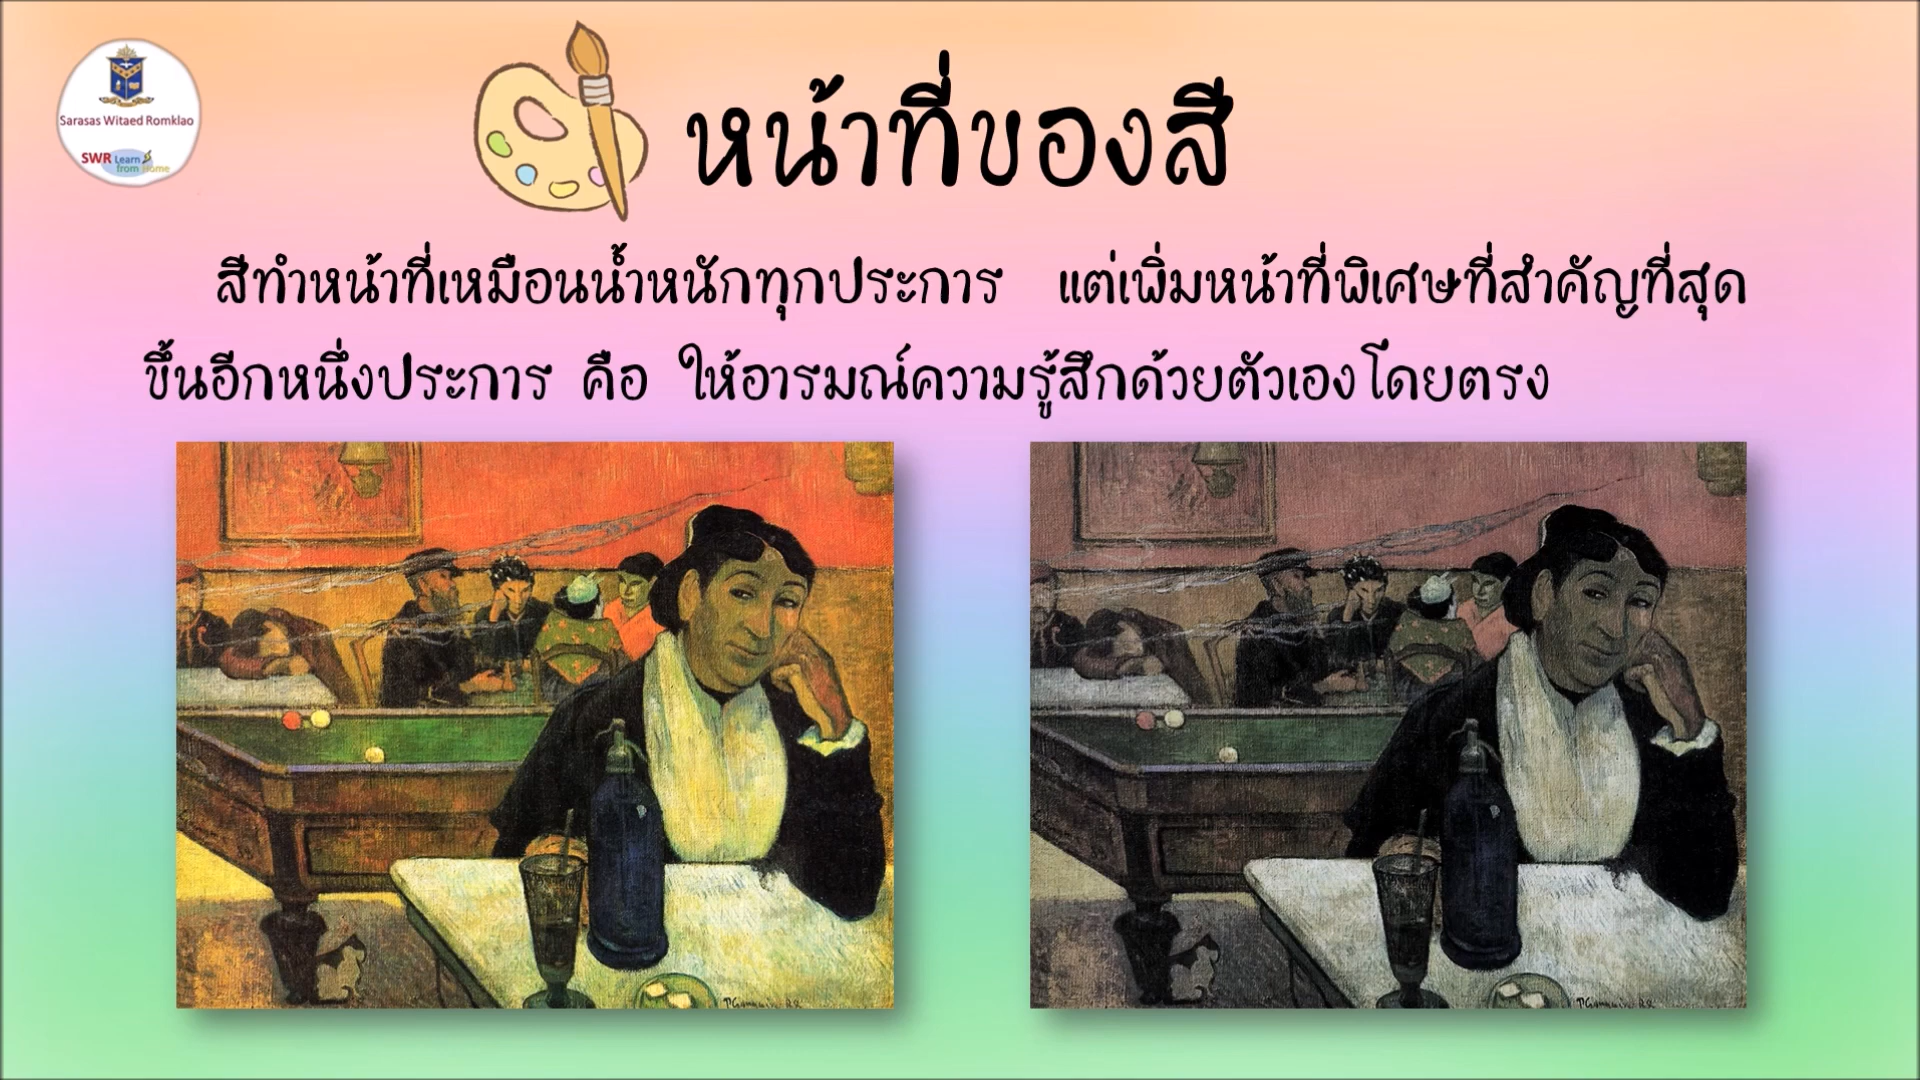 Sarasas Witaed Romklao
SWR Learn
from Home
หน้าที่ของสี
สีทำหน้าที่เหมือนน้ำหนักทุกประการ แต่เพิ่มหน้าที่พิเศษที่สำคัญที่สุด
ขึ้นอีกหนึ่งประการ คือ ให้อารมณ์ความรู้สึกด้วยตัวเองโดยตรง